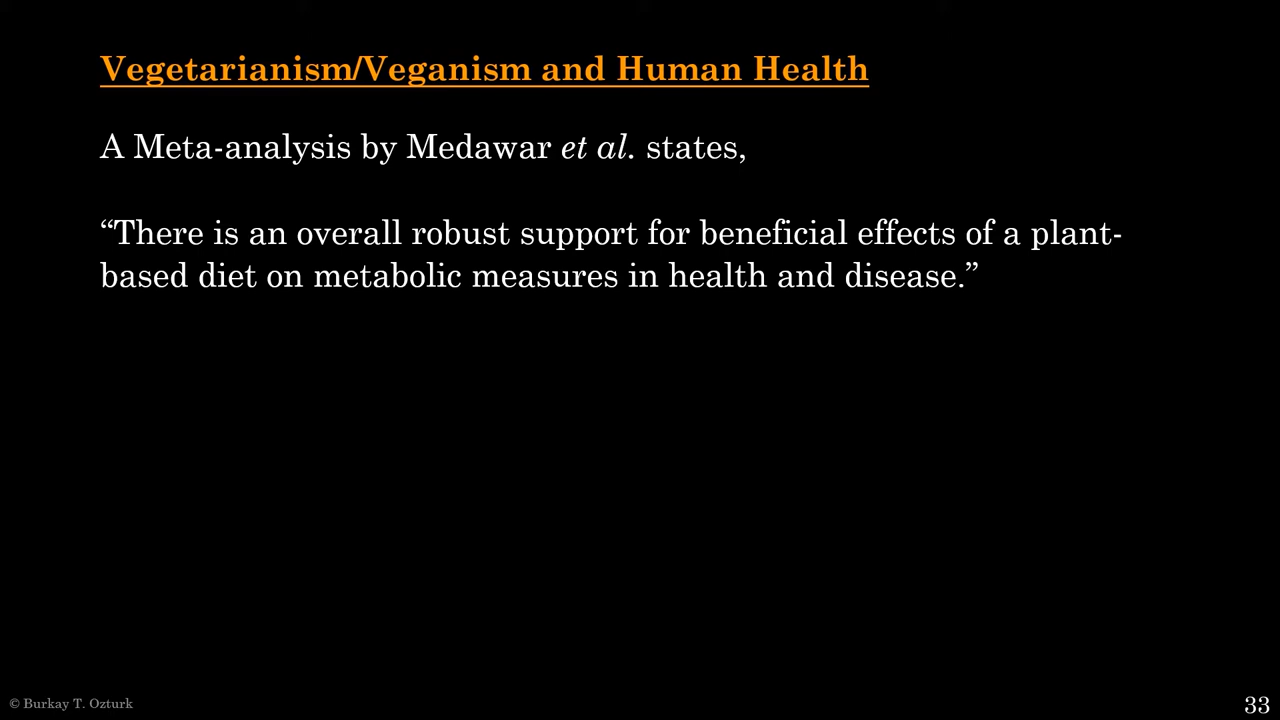 Vegetarianism/Veganism and Human Health
A Meta-analysis by Medawar et al. states,
“There is an overall robust support for beneficial effects of a plant-
based diet on metabolic measures in health and disease.”
© Burkay T. Ozturk
33